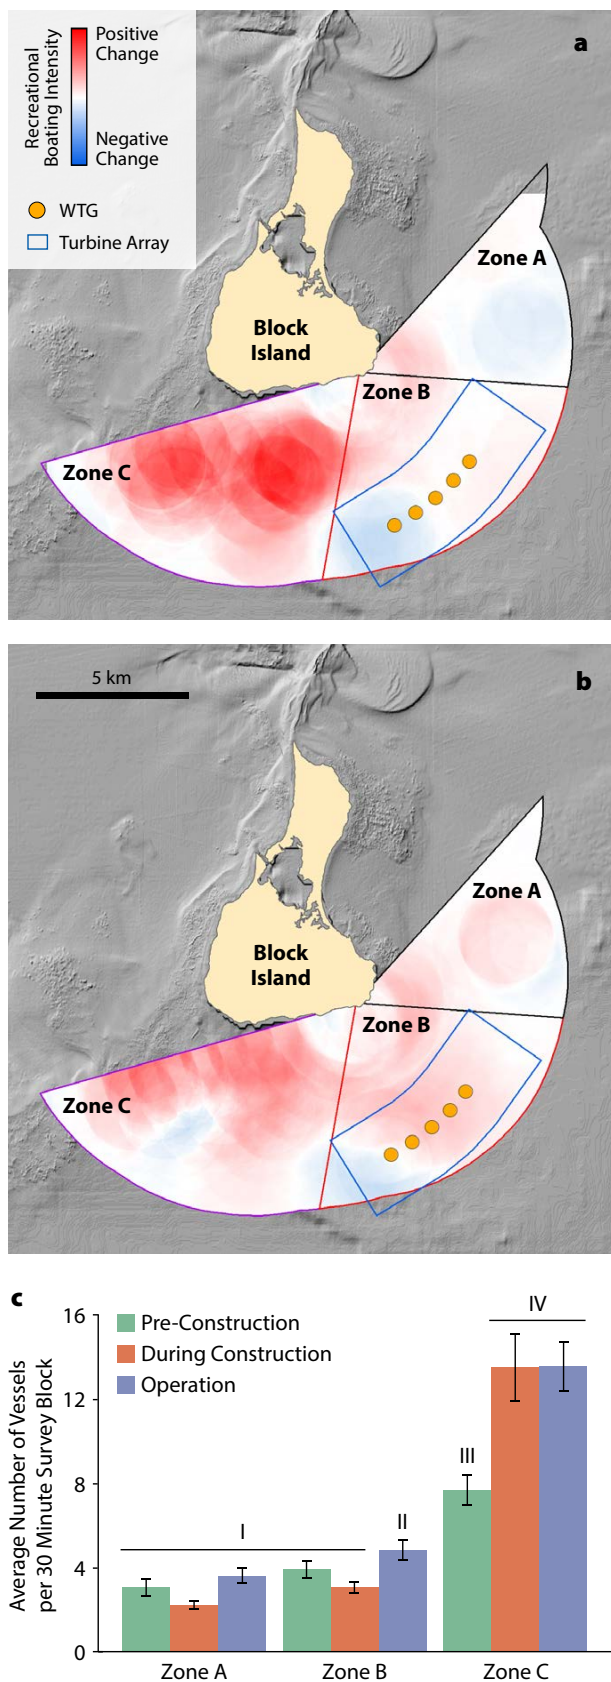 a
Recreational
Boating Intensity
Positive
Change
Negative
Change
WTG
Turbine Array
Zone A
Block
Island
Zone B
Zone C
5 km
b
Zone A
Block
Island
Zone B
Zone C
c
Average Number of Vessels
per 30 Minute Survey Block
16
12
8
4
0
Pre-Construction
During Construction
Operation
I
II
III
IV
Zone A
Zone B
Zone C